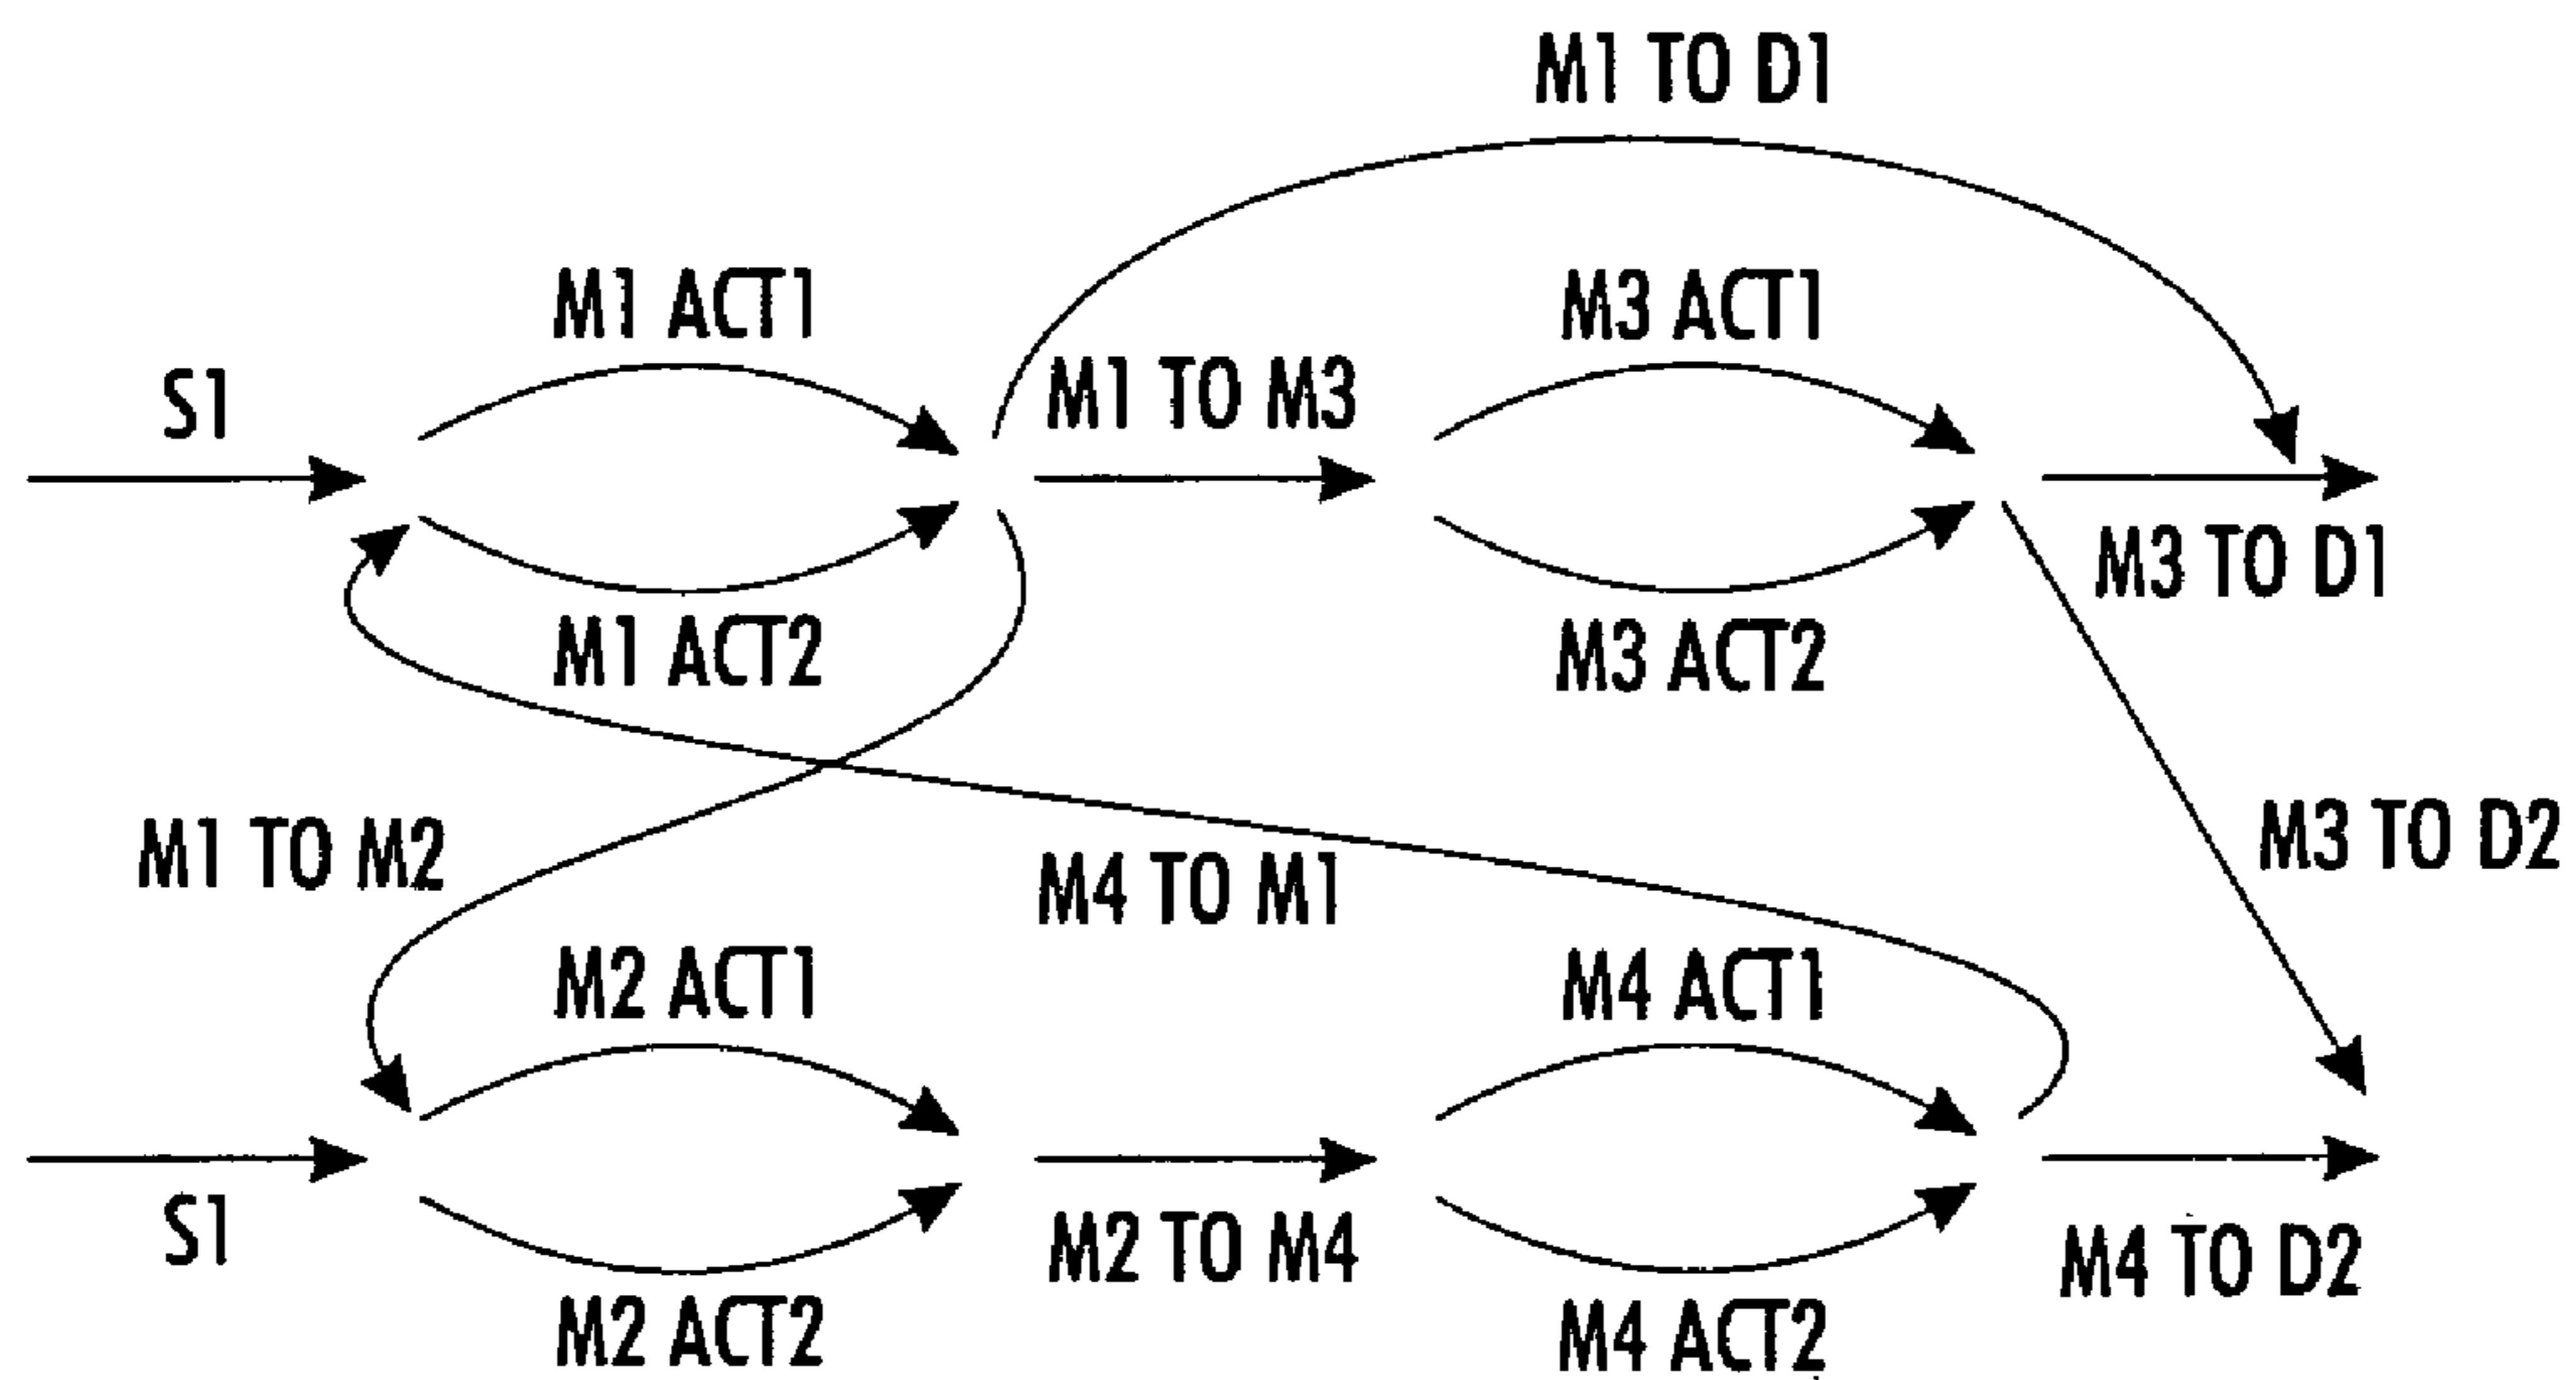 M1 TO D1
M1 ACT1
M3 ACT1
S1
M1 TO M3
M3 TO D1
M1 ACT2
M3 ACT2
M1 TO M2
M4 TO M1
M3 TO D2
M2 ACT1
M4 ACT1
S1
M2 TO M4
M4 TO D2
M2 ACT2
M4 ACT2